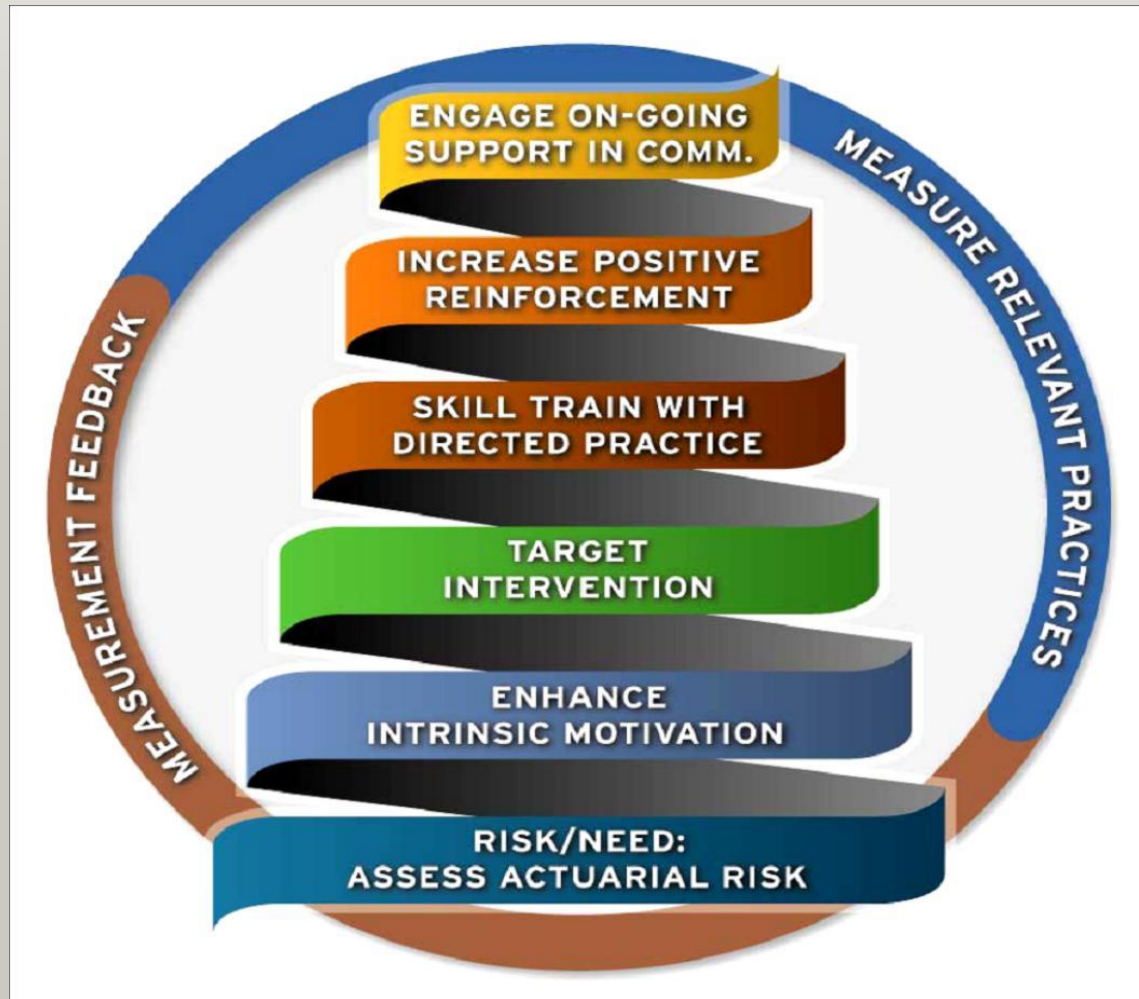 ENGAGE ON-GOING
SUPPORT IN COMM.
INCREASE POSITIVE
REINFORCEMENT
SKILL TRAIN WITH
DIRECTED PRACTICE
TARGET
INTERVENTION
ENHANCE
INTRINSIC MOTIVATION
RISK/NEED:
ASSESS ACTUARIAL RISK
MEASUREMENT FEEDBACK
MEASURE RELEVANT PRACTICES